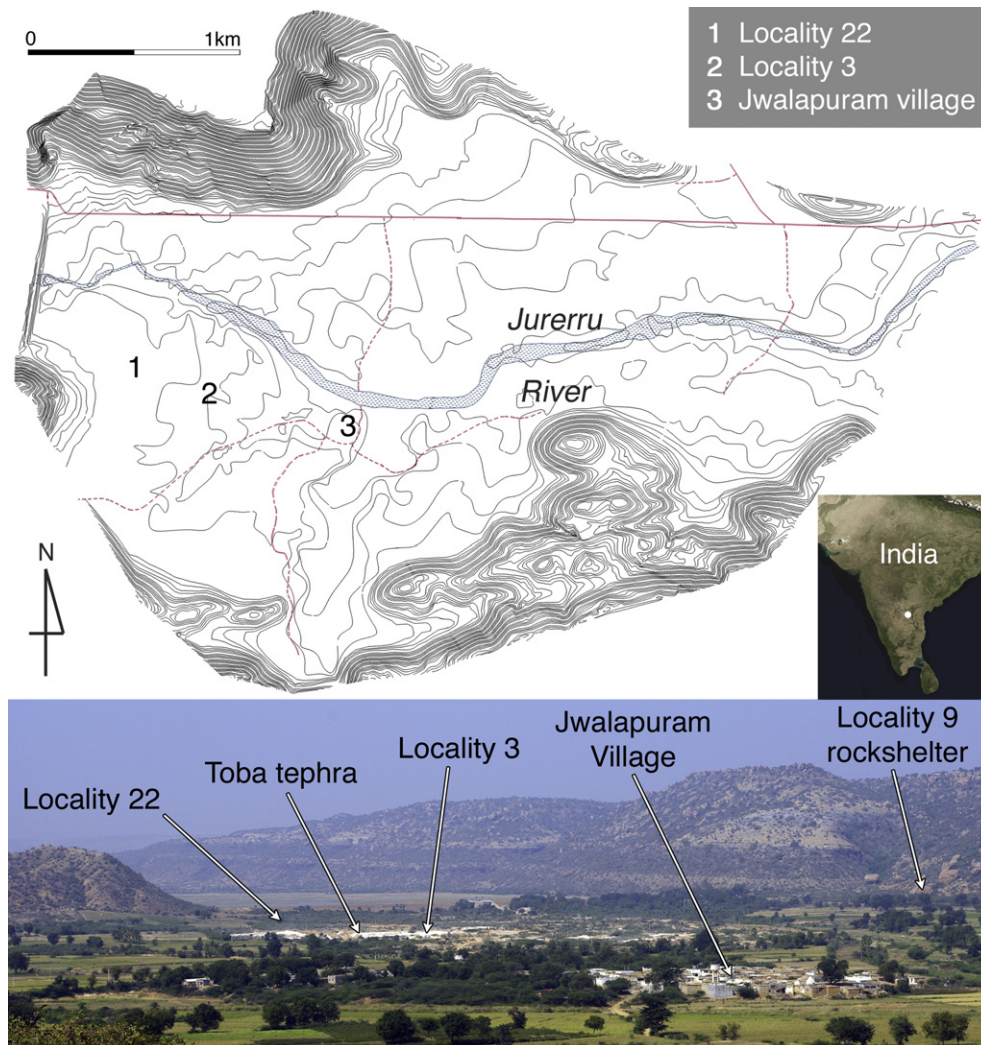 0 1km
1 Locality 22
2 Locality 3
3 Jwalapuram village
1
2
3
Jurerru
River
N
India
Locality 22
Toba tephra
Locality 3
Jwalapuram
Village
Locality 9
rockshelter